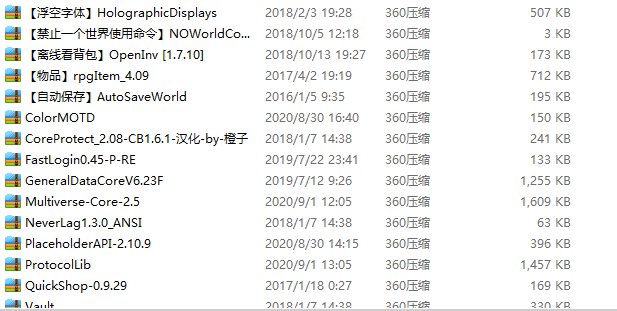 【浮空字体】HolographicDisplays 2018/2/3 19:28 360压缩 507 KB
【禁止一个世界使用命令】NOWorldCo... 2018/10/5 12:18 360压缩 3 KB
【离线看背包】OpenInv [1.7.10] 2018/10/13 19:27 360压缩 173 KB
【物品】rpgItem_4.09 2017/4/2 19:19 360压缩 712 KB
【自动保存】AutoSaveWorld 2016/1/5 9:35 360压缩 195 KB
ColorMOTD 2020/8/30 16:40 360压缩 150 KB
CoreProtect_2.08-CB1.6.1-汉化-by-橙子 2018/1/7 14:38 360压缩 241 KB
FastLogin0.45-P-RE 2019/7/22 23:41 360压缩 133 KB
GeneralDataCoreV6.23F 2019/7/12 9:26 360压缩 1,255 KB
Multiverse-Core-2.5 2020/9/1 12:05 360压缩 1,609 KB
NeverLag1.3.0_ANSI 2018/1/7 14:38 360压缩 63 KB
PlaceholderAPI-2.10.9 2020/8/30 14:15 360压缩 396 KB
ProtocolLib 2020/9/1 13:05 360压缩 1,457 KB
QuickShop-0.9.29 2017/1/18 0:27 360压缩 169 KB
Vault 2018/1/7 14:38 360压缩 330 KB